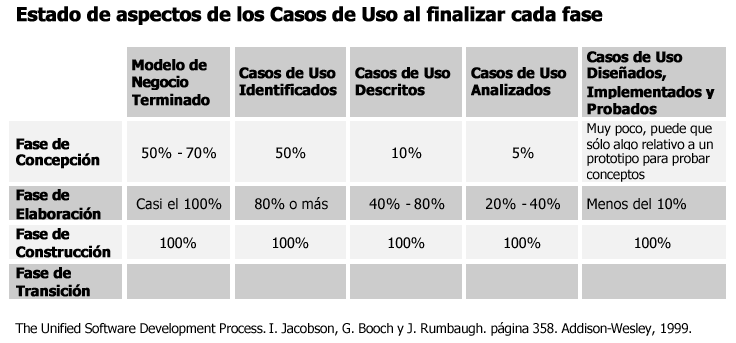 Estado de aspectos de los Casos de Uso al finalizar cada fase
Modelo de
Negocio
Terminado
Casos de Uso
Identificados
Casos de Uso
Descritos
Casos de Uso
Analizados
Casos de Uso
Diseñados,
Implementados y
Probados
Fase de
Concepción
50% - 70%
50%
10%
5%
Muy poco, puede que
sólo algo relativo a un
prototipo para probar
conceptos
Fase de
Elaboración
Casi el 100%
80% o más
40% - 80%
20% - 40%
Menos del 10%
Fase de
Construcción
100%
100%
100%
100%
100%
Fase de
Transición
The Unified Software Development Process. I. Jacobson, G. Booch y J. Rumbaugh. página 358. Addison-Wesley, 1999.